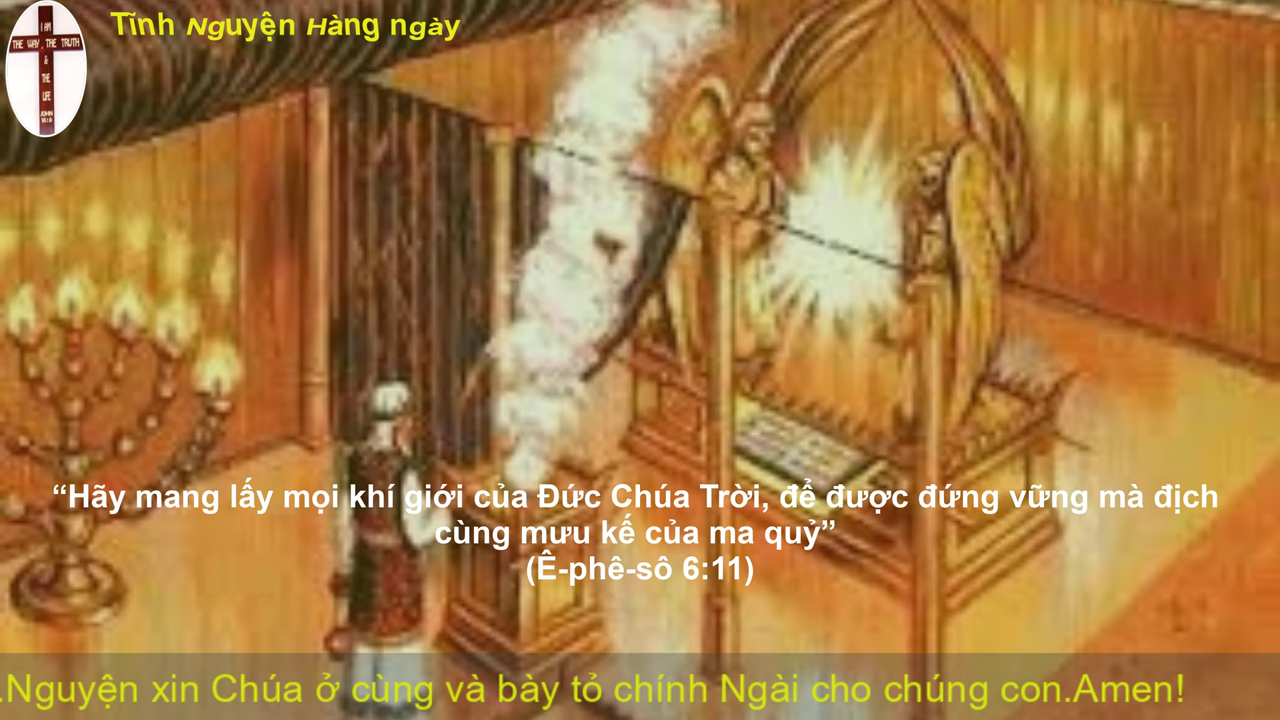 I AM
THE WAY, THE TRUTH
&
THE
LIFE
JOHN
Tĩnh Nguyện Hàng ngày
“Hãy mang lấy mọi khí giới của Đức Chúa Trời, để được đứng vững mà địch
cùng mưu kế của ma quỷ”
(Ê-phê-sô 6:11)
.Nguyện xin Chúa ở cùng và bày tỏ chính Ngài cho chúng con.Amen!